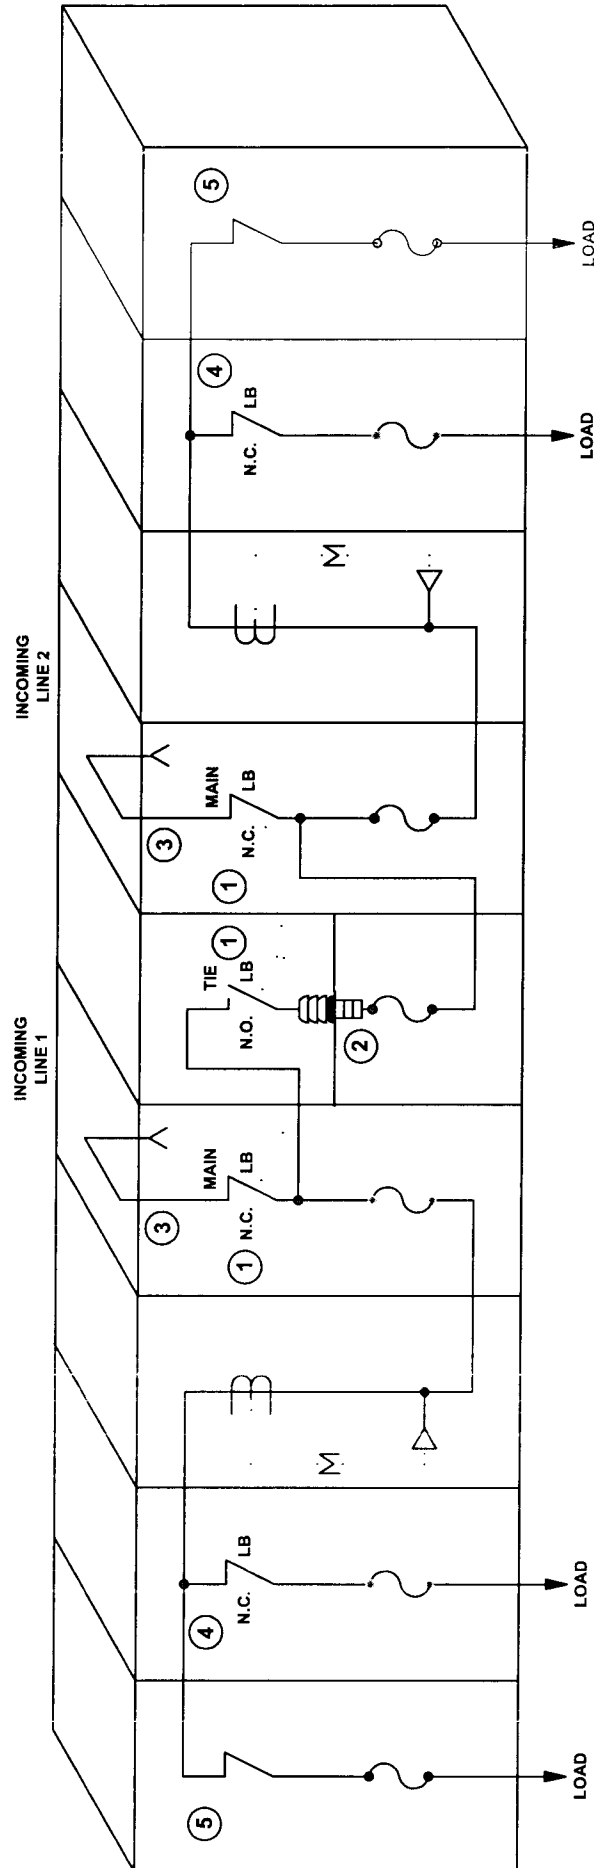 INCOMING
LINE 1
INCOMING
LINE 2
5
LOAD
4
N.C. LB
LOAD
M
3
MAIN
1
N.C. LB
TIE
1
N.O. LB
2
3
MAIN
1
N.C. LB
M
4
N.C. LB
LOAD
5
LOAD